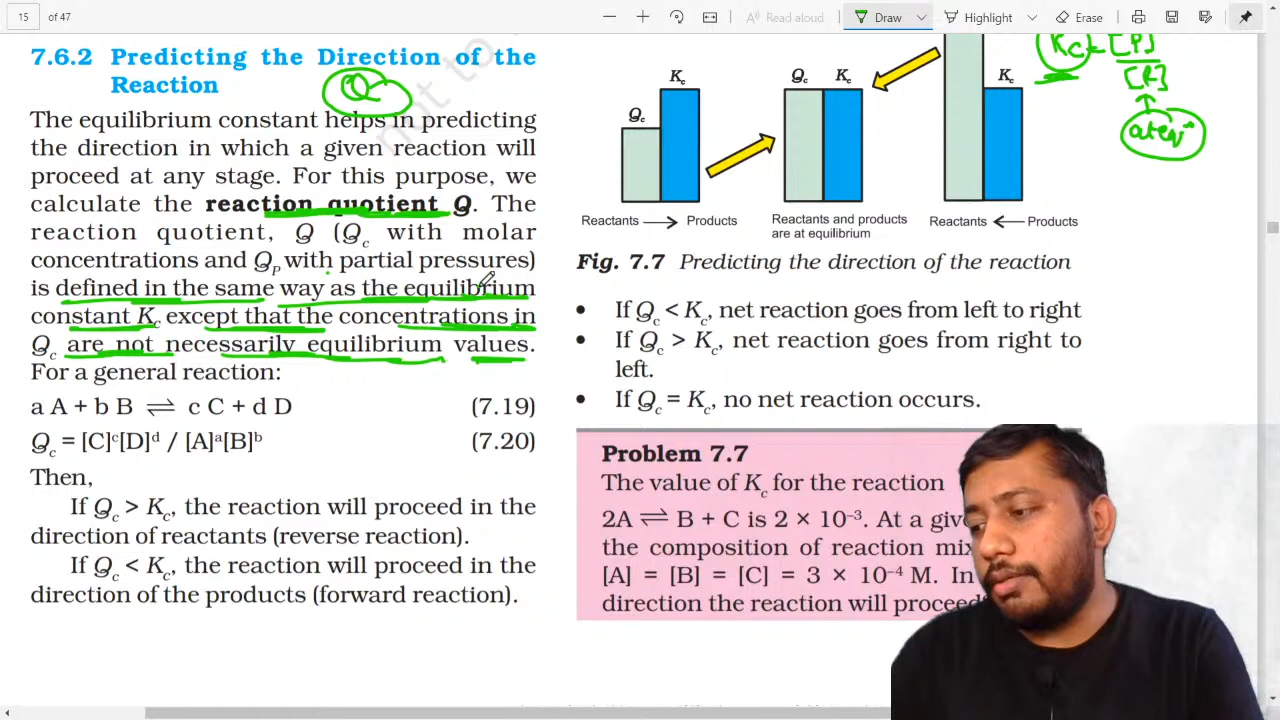 15 of 47
Read aloud
Draw
Highlight
Erase
7.6.2 Predicting the Direction of the
Reaction
Qc
The equilibrium constant helps in predicting
the direction in which a given reaction will
proceed at any stage. For this purpose, we
calculate the reaction quotient Q. The
reaction quotient, Q (Qc with molar
concentrations and QP with partial pressures)
is defined in the same way as the equilibrium
constant Kc except that the concentrations in
Qc are not necessarily equilibrium values.
For a general reaction:
a A + b B ⇌ c C + d D (7.19)
Qc = [C]ᶜ[D]ᵈ / [A]ᵃ[B]ᵇ (7.20)
Then,
If Qc > Kc, the reaction will proceed in the
direction of reactants (reverse reaction).
If Qc < Kc, the reaction will proceed in the
direction of the products (forward reaction).
not to
Kc = [P]
[R]
at eqⁿ
Qc Kc
Qc Kc
Kc
Reactants ⟶ Products
Reactants and products
are at equilibrium
Reactants ⟵ Products
Fig. 7.7 Predicting the direction of the reaction
• If Qc < Kc, net reaction goes from left to right
• If Qc > Kc, net reaction goes from right to
left.
• If Qc = Kc, no net reaction occurs.
Problem 7.7
The value of Kc for the reaction
2A ⇌ B + C is 2 × 10⁻³. At a give
the composition of reaction mix
[A] = [B] = [C] = 3 × 10⁻⁴ M. In
direction the reaction will proceed